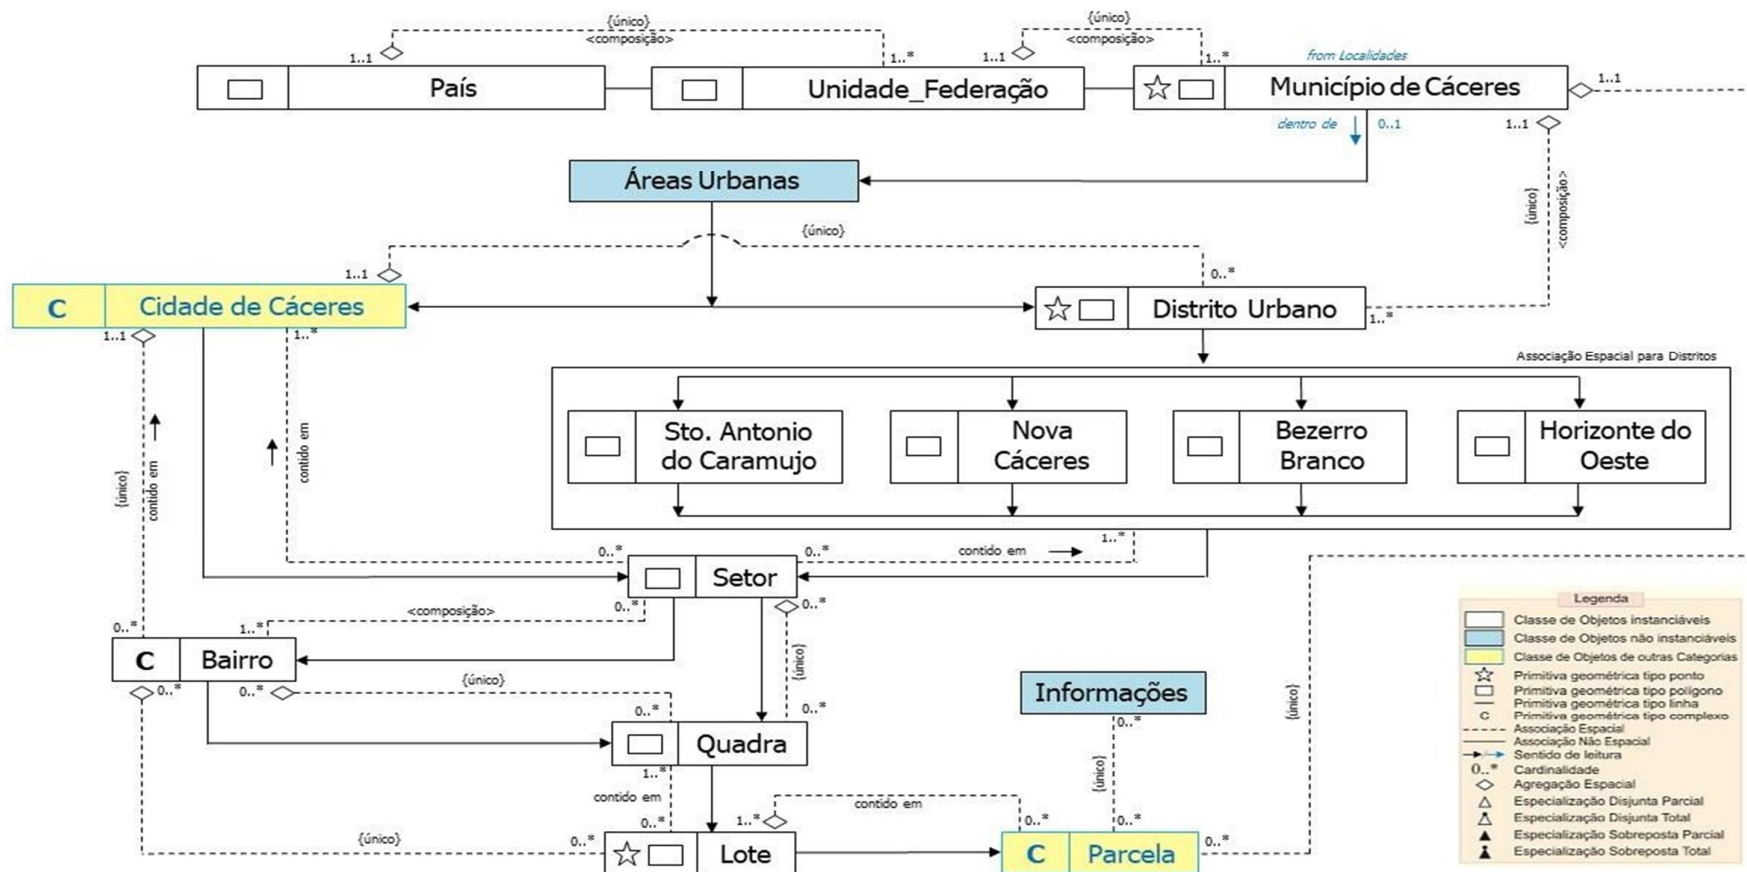 {único}
<composição>
1..1
1..*
{único}
<composição>
1..1
1..*
from Localidades
1..1
País
Unidade_Federação
Município de Cáceres
dentro de
0..1
1..1
{único}
<composição>
Áreas Urbanas
{único}
1..1
0..*
C
Cidade de Cáceres
Distrito Urbano
1..*
1..1
1..*
Associação Espacial para Distritos
{único}
contido em
contido em
Sto. Antonio
do Caramujo
Nova
Cáceres
Bezerro
Branco
Horizonte do
Oeste
0..*
0..*
contido em
1..*
Setor
<composição>
0..*
0..*
0..*
1..*
C
Bairro
0..*
0..*
{único}
{único}
0..*
0..*
Quadra
1..*
contido em
0..*
Informações
0..*
{único}
{único}
1..*
contido em
0..*
0..*
0..*
{único}
0..*
Lote
C
Parcela
Legenda
Classe de Objetos instanciáveis
Classe de Objetos não instanciáveis
Classe de Objetos de outras Categorias
Primitiva geométrica tipo ponto
Primitiva geométrica tipo polígono
Primitiva geométrica tipo linha
C Primitiva geométrica tipo complexo
Associação Espacial
Associação Não Espacial
Sentido de leitura
0..* Cardinalidade
Agregação Espacial
Especialização Disjunta Parcial
Especialização Disjunta Total
Especialização Sobreposta Parcial
Especialização Sobreposta Total